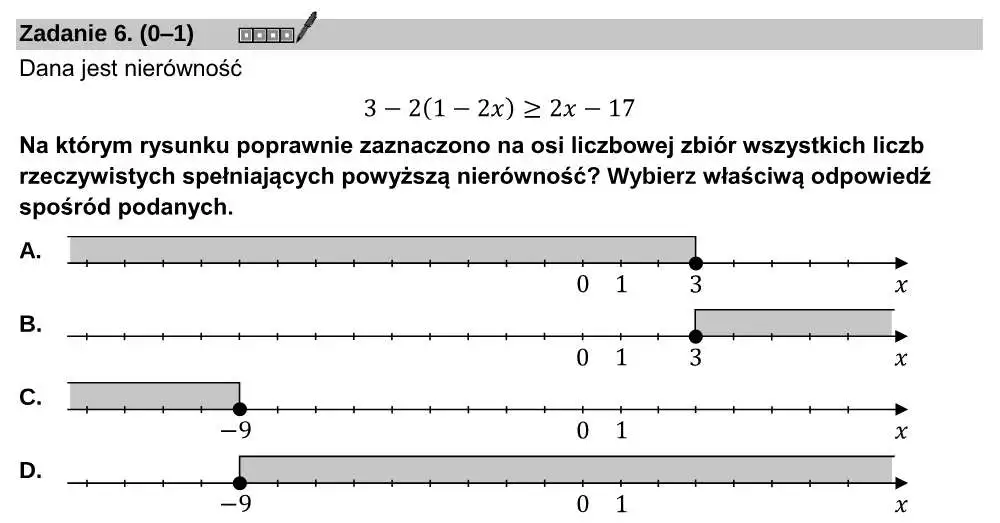 Zadanie 6. (0–1)
Dana jest nierówność
3 − 2(1 − 2x) ≥ 2x − 17
Na którym rysunku poprawnie zaznaczono na osi liczbowej zbiór wszystkich liczb
rzeczywistych spełniających powyższą nierówność? Wybierz właściwą odpowiedź
spośród podanych.
A.
0 1 3 x
B.
0 1 3 x
C.
−9 0 1 x
D.
−9 0 1 x